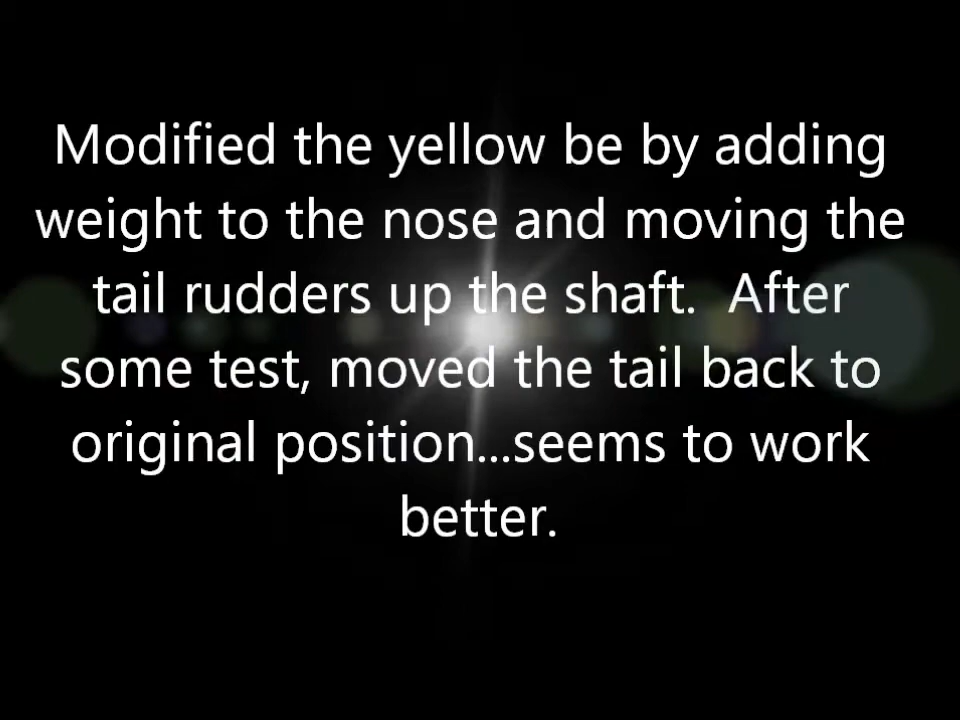 Modified the yellow be by adding
weight to the nose and moving the
tail rudders up the shaft.  After
some test, moved the tail back to
original position...seems to work
better.